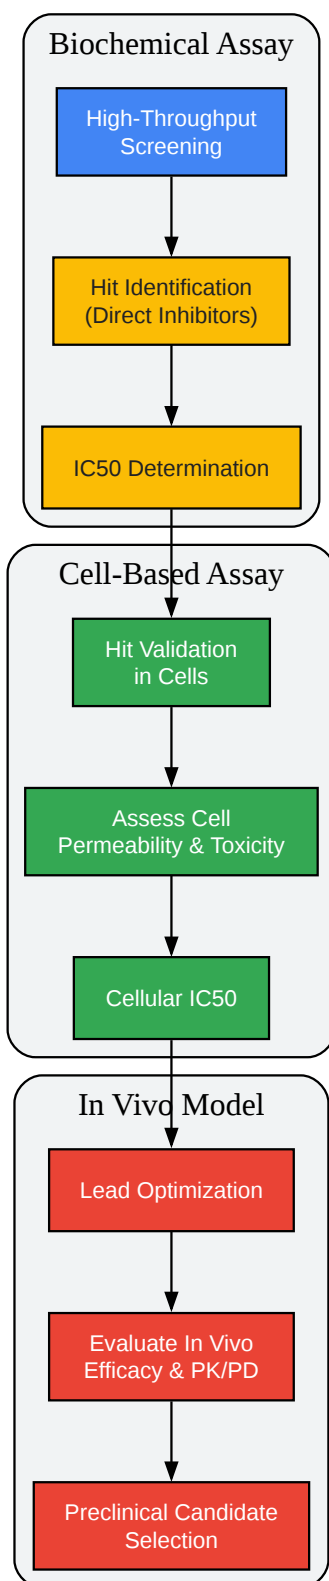 Biochemical Assay
High-Throughput
Screening
Hit Identification
(Direct Inhibitors)
IC50 Determination
Cell-Based Assay
Hit Validation
in Cells
Assess Cell
Permeability & Toxicity
Cellular IC50
In Vivo Model
Lead Optimization
Evaluate In Vivo
Efficacy & PK/PD
Preclinical Candidate
Selection